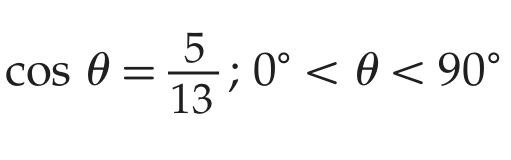 cos θ = 5/13 ; 0° < θ < 90°